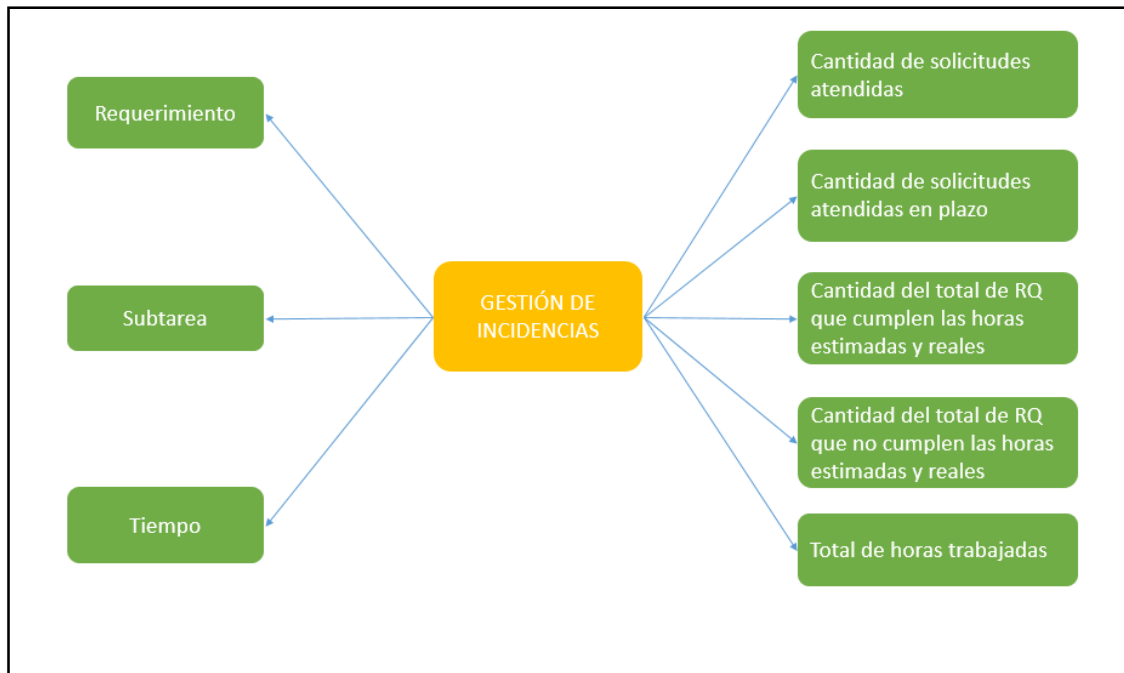 Requerimiento
Subtarea
Tiempo
GESTIÓN DE
INCIDENCIAS
Cantidad de solicitudes
atendidas
Cantidad de solicitudes
atendidas en plazo
Cantidad del total de RQ
que cumplen las horas
estimadas y reales
Cantidad del total de RQ
que no cumplen las horas
estimadas y reales
Total de horas trabajadas